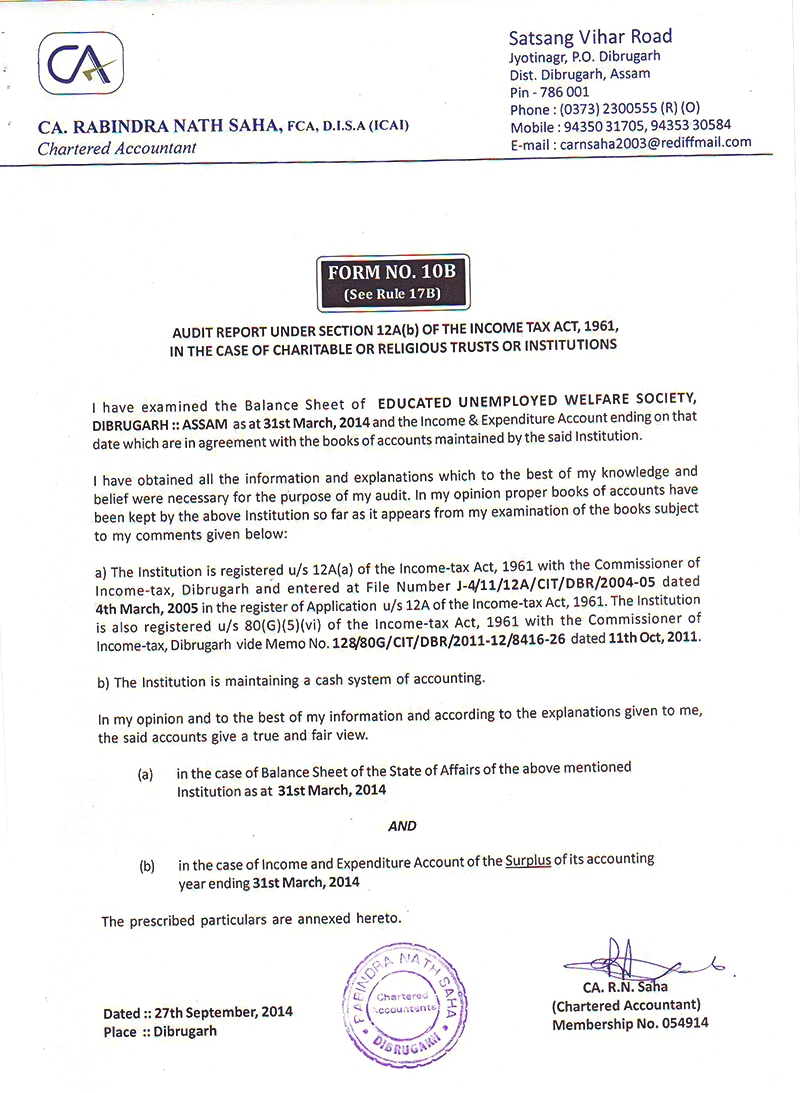 CA
CA. RABINDRA NATH SAHA, FCA, D.I.S.A (ICAI)
Chartered Accountant
Satsang Vihar Road
Jyotinagr, P.O. Dibrugarh
Dist. Dibrugarh, Assam
Pin - 786 001
Phone : (0373) 2300555 (R) (O)
Mobile : 94350 31705, 94353 30584
E-mail : carnsaha2003@rediffmail.com
FORM NO. 10B
(See Rule 17B)
AUDIT REPORT UNDER SECTION 12A(b) OF THE INCOME TAX ACT, 1961,
IN THE CASE OF CHARITABLE OR RELIGIOUS TRUSTS OR INSTITUTIONS
I have examined the Balance Sheet of EDUCATED UNEMPLOYED WELFARE SOCIETY,
DIBRUGARH :: ASSAM as at 31st March, 2014 and the Income & Expenditure Account ending on that
date which are in agreement with the books of accounts maintained by the said Institution.
I have obtained all the information and explanations which to the best of my knowledge and
belief were necessary for the purpose of my audit. In my opinion proper books of accounts have
been kept by the above Institution so far as it appears from my examination of the books subject
to my comments given below:
a) The Institution is registered u/s 12A(a) of the Income-tax Act, 1961 with the Commissioner of
Income-tax, Dibrugarh and entered at File Number J-4/11/12A/CIT/DBR/2004-05 dated
4th March, 2005 in the register of Application u/s 12A of the Income-tax Act, 1961. The Institution
is also registered u/s 80(G)(5)(vi) of the Income-tax Act, 1961 with the Commissioner of
Income-tax, Dibrugarh vide Memo No. 128/80G/CIT/DBR/2011-12/8416-26 dated 11th Oct, 2011.
b) The Institution is maintaining a cash system of accounting.
In my opinion and to the best of my information and according to the explanations given to me,
the said accounts give a true and fair view.
(a) in the case of Balance Sheet of the State of Affairs of the above mentioned
Institution as at 31st March, 2014
AND
(b) in the case of Income and Expenditure Account of the Surplus of its accounting
year ending 31st March, 2014
The prescribed particulars are annexed hereto.
Dated :: 27th September, 2014
Place :: Dibrugarh
RABINDRA NATH SAHA
Chartered
Accountants
DIBRUGARH
CA. R.N. Saha
(Chartered Accountant)
Membership No. 054914